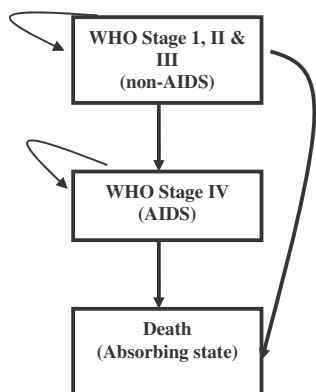 WHO Stage 1, II &
III
(non-AIDS)
WHO Stage IV
(AIDS)
Death
(Absorbing state)